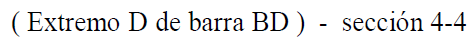 ( Extremo D de barra BD ) - sección 4-4